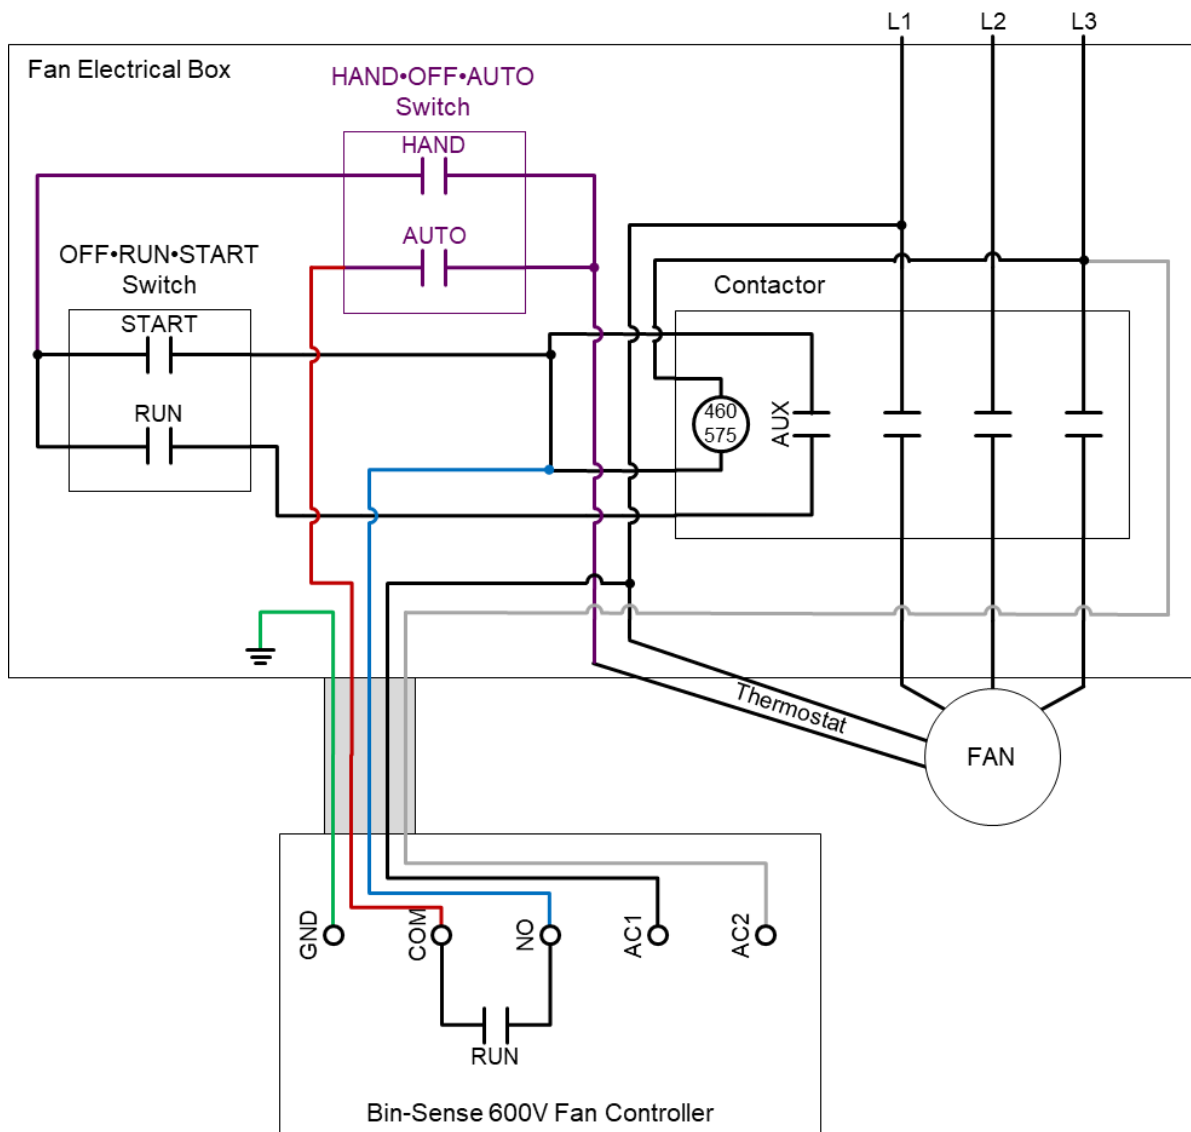 L1 L2 L3
Fan Electrical Box
HAND•OFF•AUTO
Switch
HAND
AUTO
OFF•RUN•START
Switch
START
RUN
Contactor
460
575
AUX
Thermostat
FAN
GND
COM
NO
AC1
AC2
RUN
Bin-Sense 600V Fan Controller